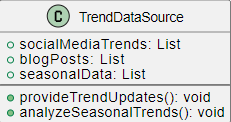 C TrendDataSource
socialMediaTrends: List
blogPosts: List
seasonalData: List
provideTrendUpdates(): void
analyzeSeasonalTrends(): void